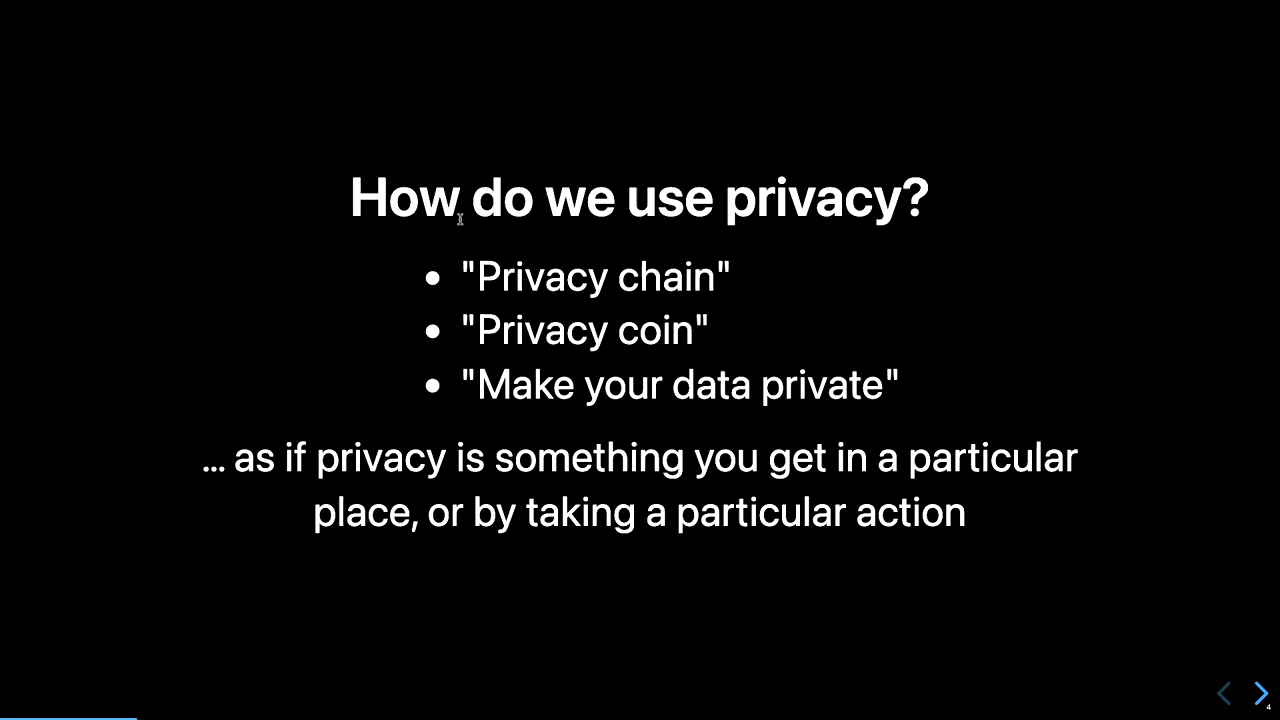 How do we use privacy?
• "Privacy chain"
• "Privacy coin"
• "Make your data private"
... as if privacy is something you get in a particular
place, or by taking a particular action
4